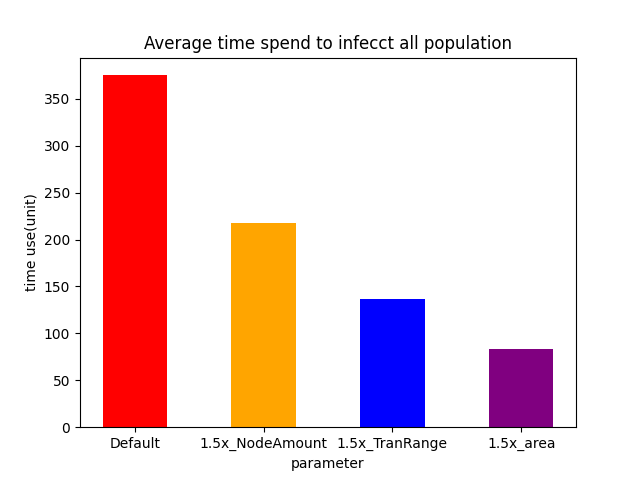 Average time spend to infecct all population
time use(unit)
350
300
250
200
150
100
50
0
Default 1.5x_NodeAmount 1.5x_TranRange 1.5x_area
parameter